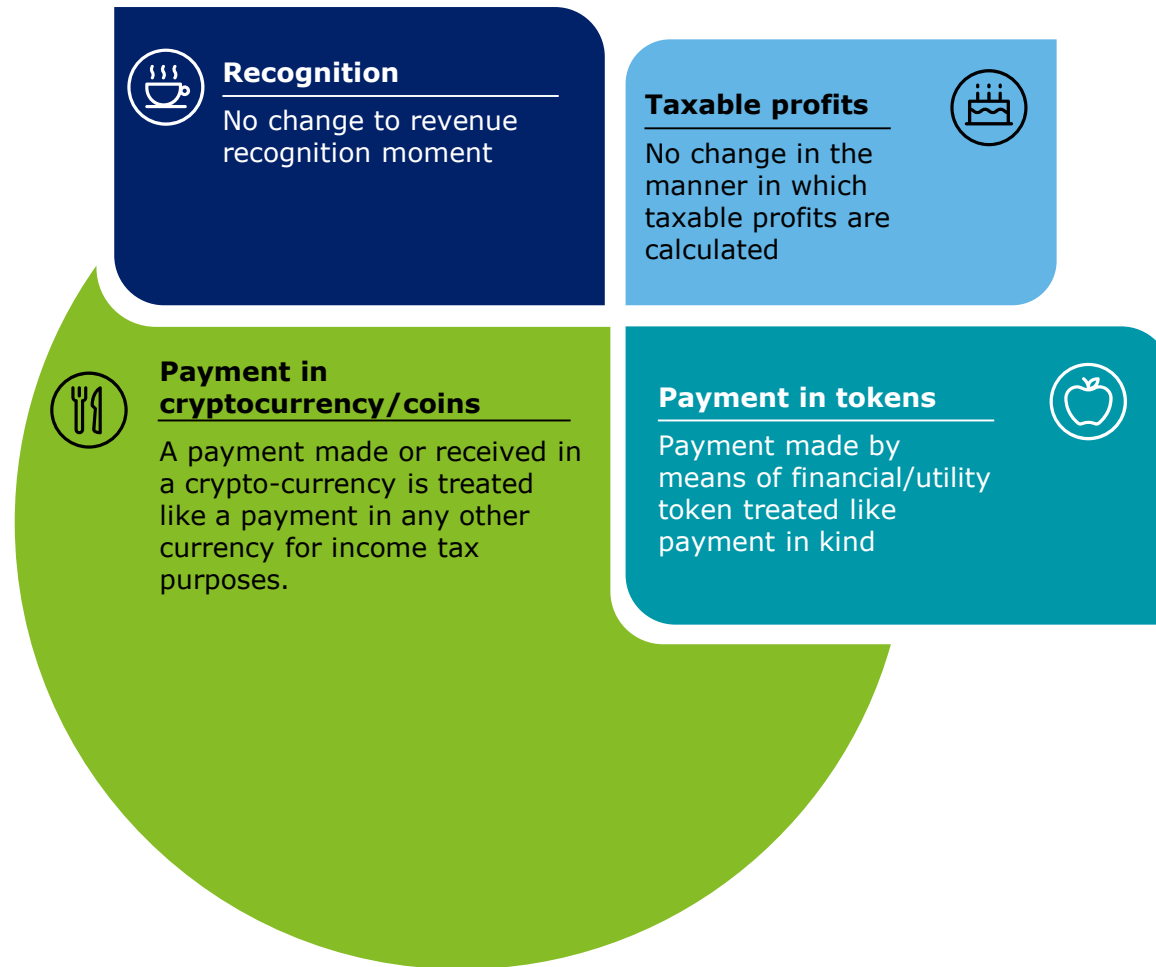 Recognition
No change to revenue
recognition moment
Taxable profits
No change in the
manner in which
taxable profits are
calculated
Payment in
cryptocurrency/coins
A payment made or received in
a crypto-currency is treated
like a payment in any other
currency for income tax
purposes.
Payment in tokens
Payment made by
means of financial/utility
token treated like
payment in kind